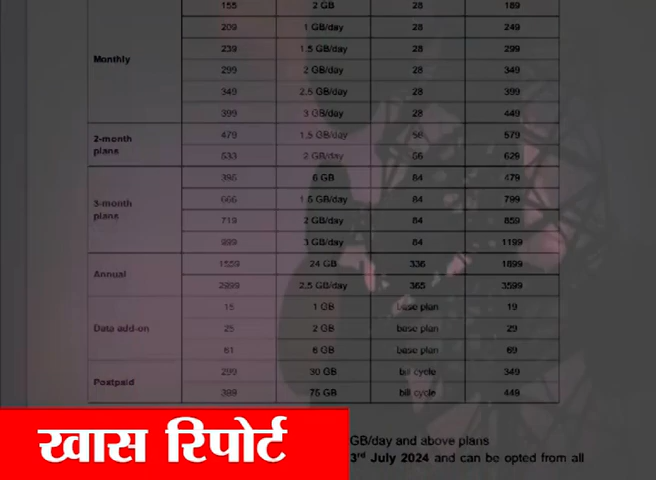 155 2 GB 28 189
209 1 GB/day 28 249
239 1.5 GB/day 28 299
Monthly
299 2 GB/day 28 349
349 2.5 GB/day 28 399
399 3 GB/day 28 449
2-month plans
479 1.5 GB/day 56 579
533 2 GB/day 56 629
3-month plans
395 6 GB 84 479
666 1.5 GB/day 84 799
719 2 GB/day 84 859
999 3 GB/day 84 1199
Annual
1559 24 GB 336 1899
2999 2.5 GB/day 365 3599
Data add-on
15 1 GB base plan 19
25 2 GB base plan 29
61 6 GB base plan 69
Postpaid
299 30 GB bill cycle 349
399 75 GB bill cycle 449
GB/day and above plans
3rd July 2024 and can be opted from all
खास रिपोर्ट